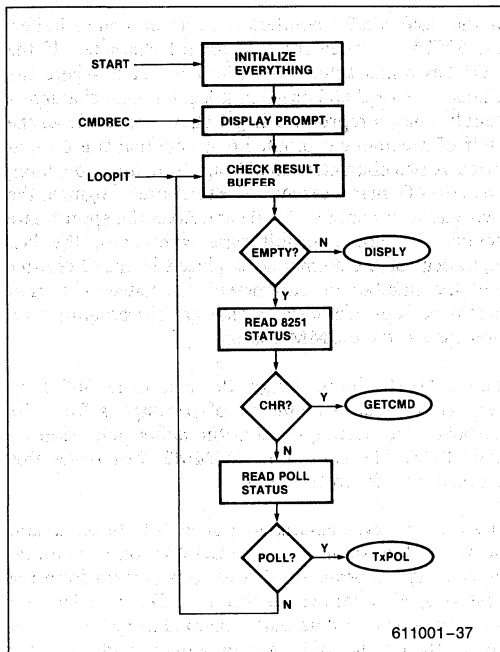 START
INITIALIZE
EVERYTHING
CMDREC
DISPLAY PROMPT
LOOPIT
CHECK RESULT
BUFFER
EMPTY?
N
DISPLY
Y
READ 8251
STATUS
CHR?
Y
GETCMD
N
READ POLL
STATUS
POLL?
Y
TxPOL
N
611001-37